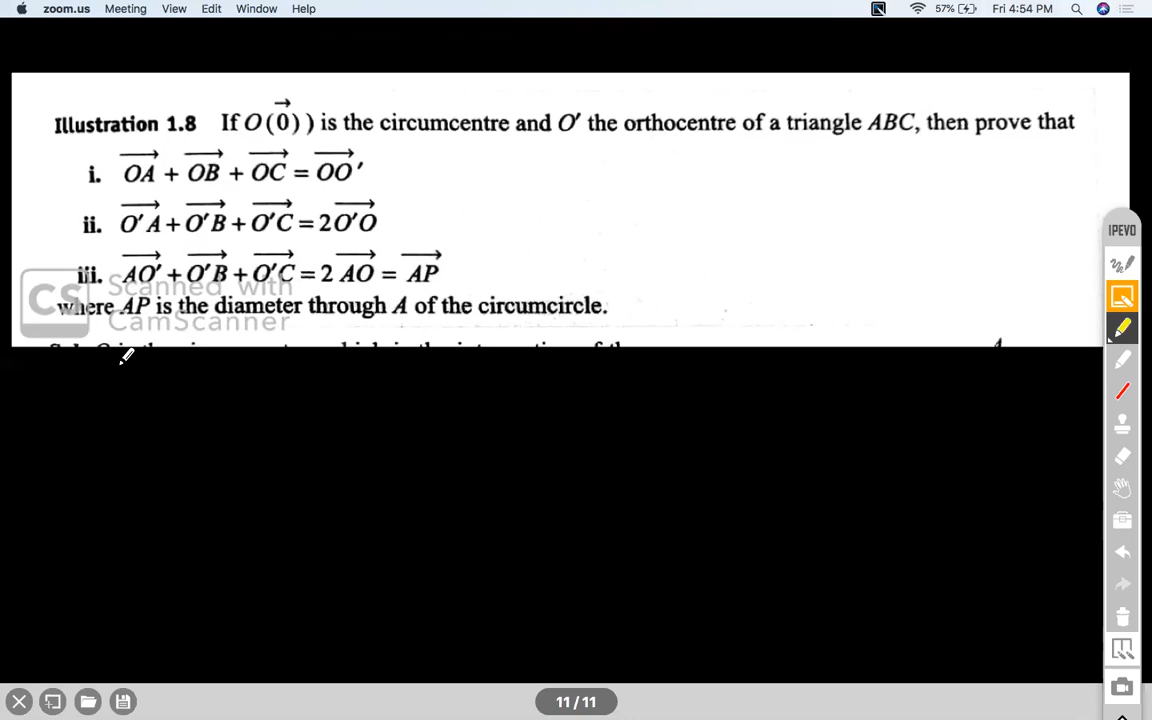 zoom.us Meeting View Edit Window Help 57% Fri 4:54 PM
Illustration 1.8 If O(0⃗)) is the circumcentre and O′ the orthocentre of a triangle ABC, then prove that
i. OA⃗ + OB⃗ + OC⃗ = OO⃗′
ii. O′A⃗ + O′B⃗ + O′C⃗ = 2O′O⃗
iii. AO′⃗ + O′B⃗ + O′C⃗ = 2 AO⃗ = AP⃗
where AP is the diameter through A of the circumcircle.
CS Scanned with
CamScanner
IPEVO
11 / 11